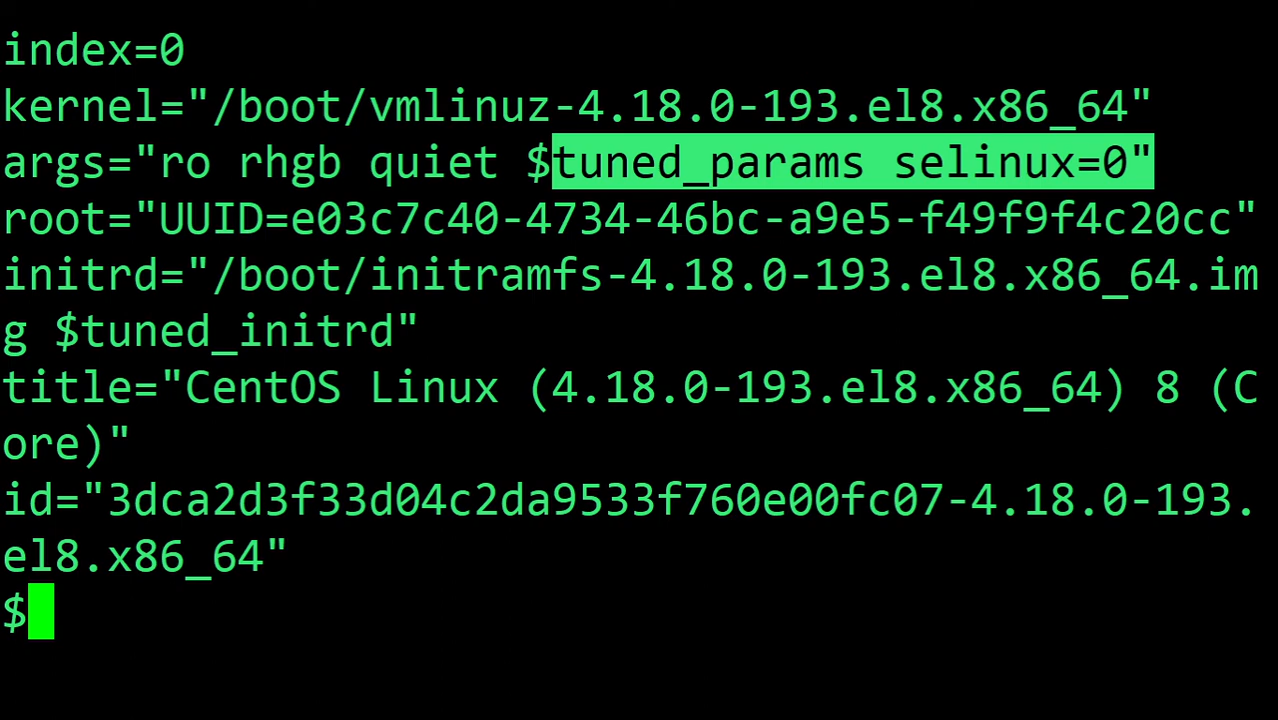 index=0
kernel="/boot/vmlinuz-4.18.0-193.el8.x86_64"
args="ro rhgb quiet $tuned_params selinux=0"
root="UUID=e03c7c40-4734-46bc-a9e5-f49f9f4c20cc"
initrd="/boot/initramfs-4.18.0-193.el8.x86_64.im
g $tuned_initrd"
title="CentOS Linux (4.18.0-193.el8.x86_64) 8 (C
ore)"
id="3dca2d3f33d04c2da9533f760e00fc07-4.18.0-193.
el8.x86_64"
$